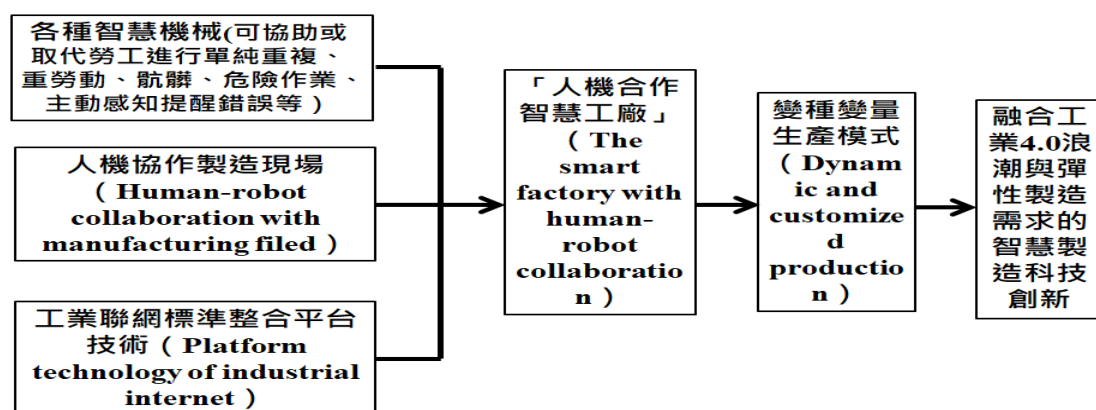 各種智慧機械(可協助或
取代勞工進行單純重複、
重勞動、骯髒、危險作業、
主動感知提醒錯誤等）
人機協作製造現場
（Human-robot
collaboration with
manufacturing filed）
工業聯網標準整合平台
技術（Platform
technology of industrial
internet）
「人機合作
智慧工廠」
（The
smart
factory with
human-
robot
collaboratio
n）
變種變量
生產模式
（Dynam
ic and
customize
d
productio
n）
融合工
業4.0浪
潮與彈
性製造
需求的
智慧製
造科技
創新